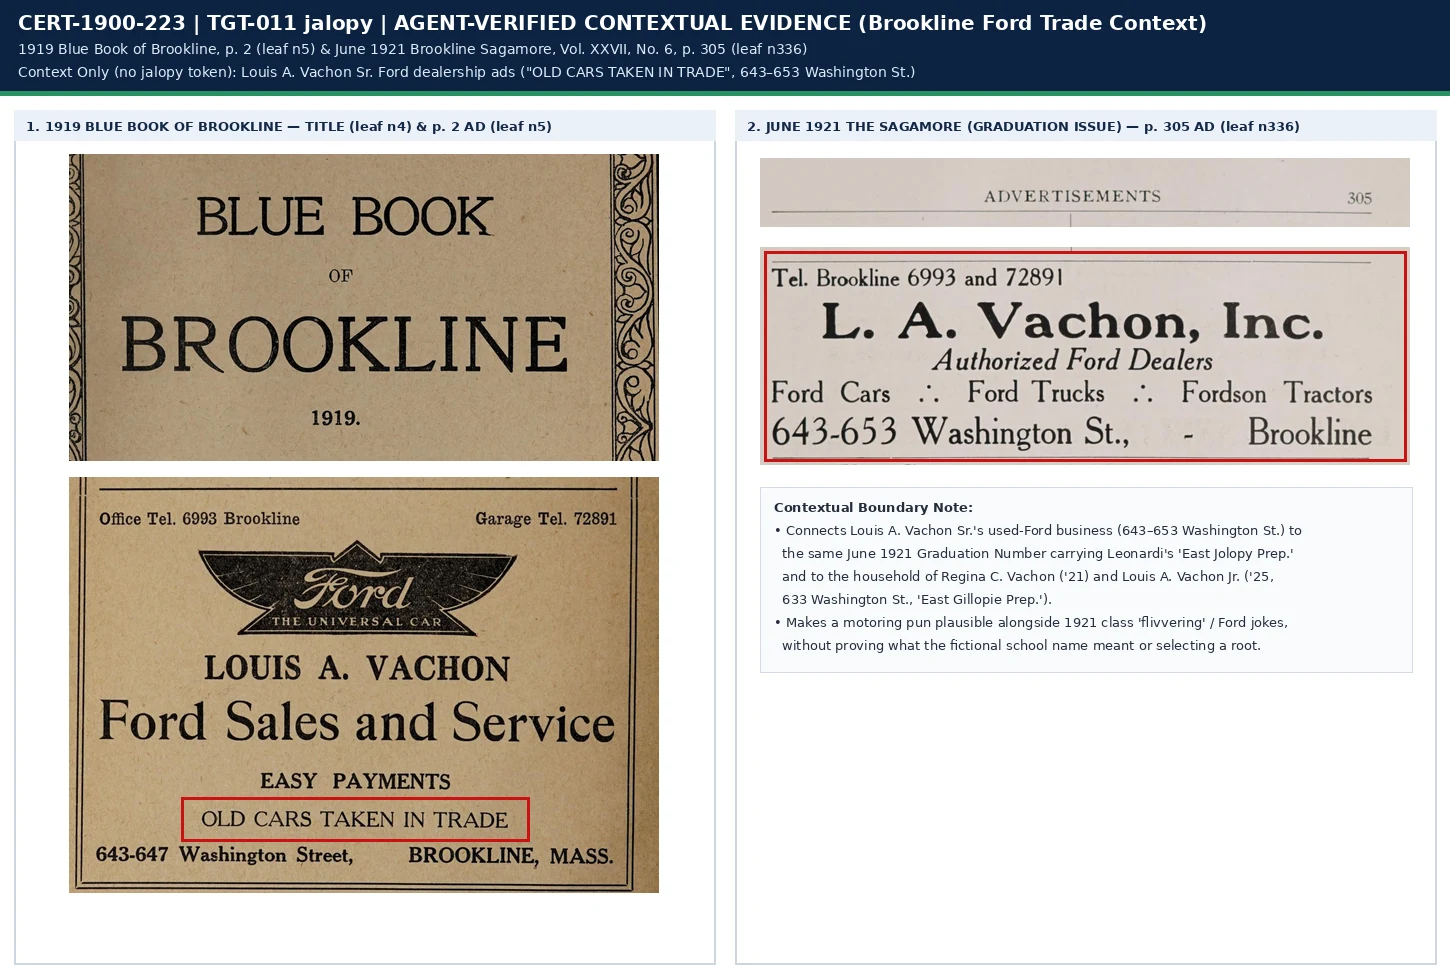 CERT-1900-223 | TGT-011 jalopy | AGENT-VERIFIED CONTEXTUAL EVIDENCE (Brookline Ford Trade Context)
1919 Blue Book of Brookline, p. 2 (leaf n5) & June 1921 Brookline Sagamore, Vol. XXVII, No. 6, p. 305 (leaf n336)
Context Only (no jalopy token): Louis A. Vachon Sr. Ford dealership ads ("OLD CARS TAKEN IN TRADE", 643–653 Washington St.)
1. 1919 BLUE BOOK OF BROOKLINE — TITLE (leaf n4) & p. 2 AD (leaf n5)
BLUE BOOK
OF
BROOKLINE
1919.
Office Tel. 6993 Brookline Garage Tel. 72891
Ford
THE UNIVERSAL CAR
LOUIS A. VACHON
Ford Sales and Service
EASY PAYMENTS
OLD CARS TAKEN IN TRADE
643-647 Washington Street, BROOKLINE, MASS.
2. JUNE 1921 THE SAGAMORE (GRADUATION ISSUE) — p. 305 AD (leaf n336)
ADVERTISEMENTS 305
Tel. Brookline 6993 and 72891
L. A. Vachon, Inc.
Authorized Ford Dealers
Ford Cars ∴ Ford Trucks ∴ Fordson Tractors
643-653 Washington St., - Brookline
Contextual Boundary Note:
• Connects Louis A. Vachon Sr.'s used-Ford business (643–653 Washington St.) to
the same June 1921 Graduation Number carrying Leonardi's 'East Jolopy Prep.'
and to the household of Regina C. Vachon ('21) and Louis A. Vachon Jr. ('25,
633 Washington St., 'East Gillopie Prep.').
• Makes a motoring pun plausible alongside 1921 class 'flivvering' / Ford jokes,
without proving what the fictional school name meant or selecting a root.